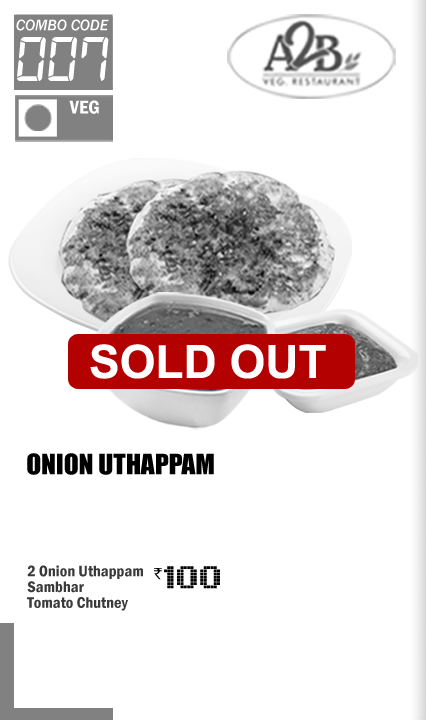 COMBO CODE
007
VEG
A2B
VEG. RESTAURANT
SOLD OUT
ONION UTHAPPAM
2 Onion Uthappam ₹100
Sambhar
Tomato Chutney